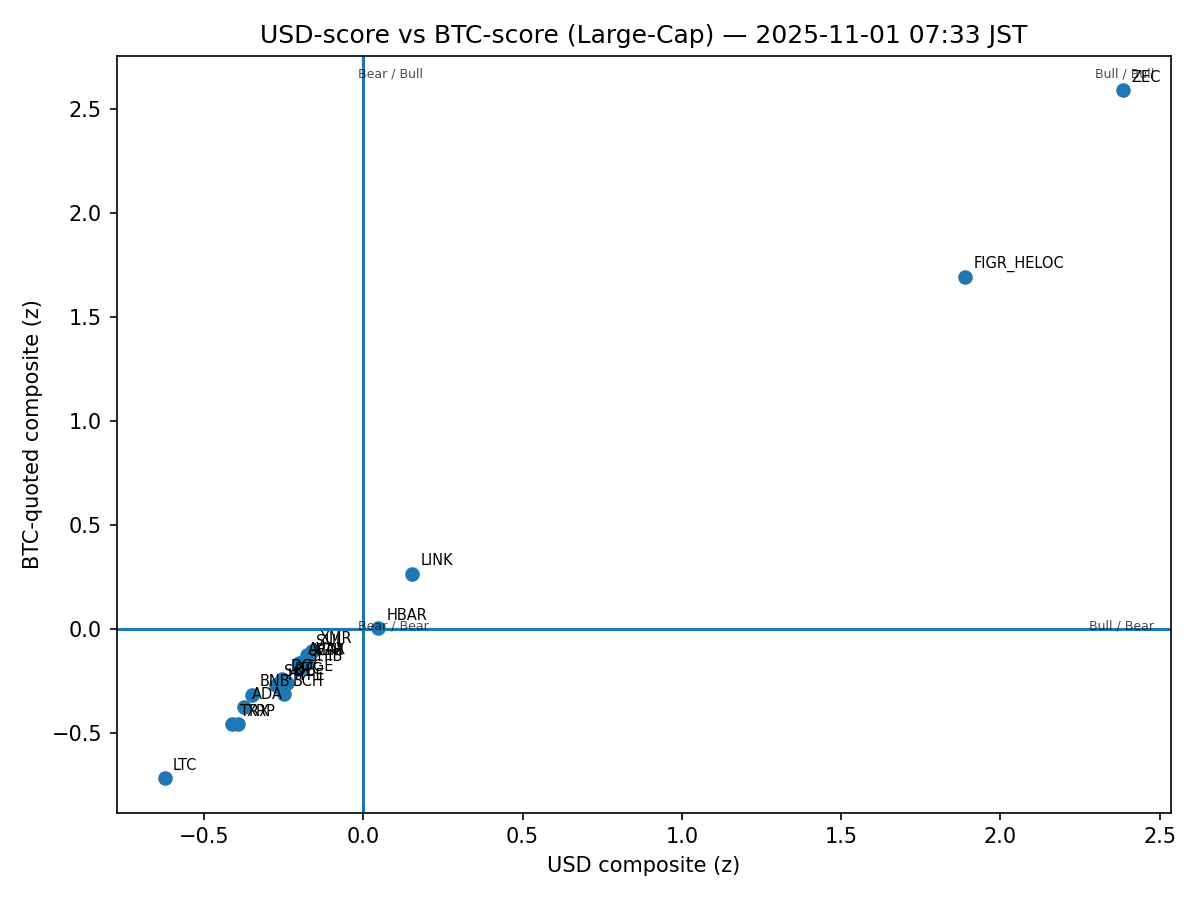 USD-score vs BTC-score (Large-Cap) — 2025-11-01 07:33 JST
Bear / Bull
Bull / Bull
ZEC
FIGR_HELOC
LINK
HBAR
Bear / Bear
Bull / Bear
XMR
DOGE
BNB
BCH
ADA
TRX
XRP
LTC
2.5
2.0
1.5
1.0
0.5
0.0
−0.5
−0.5
0.0
0.5
1.0
1.5
2.0
2.5
USD composite (z)
BTC-quoted composite (z)